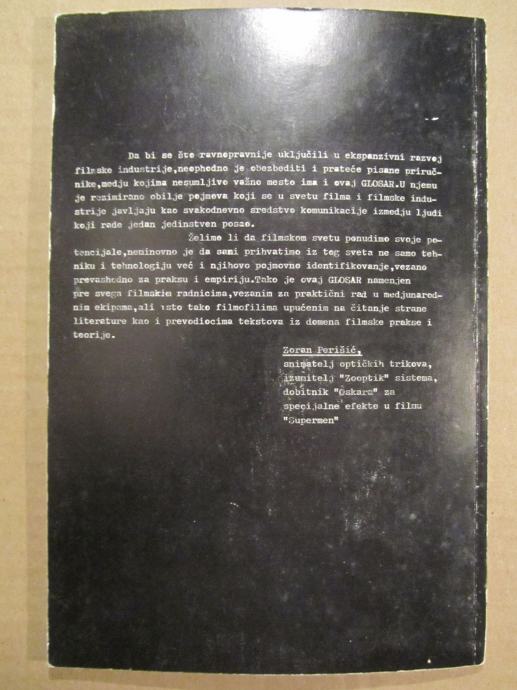 Da bi se što ravnopravnije uključili u ekspanzivni razvoj
filmske industrije,neophodno je obezbediti i prateće pisane priruč-
nike,medju kojima nesumljivo važno mesto ima i ovaj GLOSAR.U njemu
je rezimirano obilje pojmova koji se u svetu filma i filmske indu-
strije javljaju kao svakodnevno sredstvo komunikacije izmedju ljudi
koji rade jedan jedinstven posao.
Želimo li da filmskom svetu ponudimo svoje po-
tencijale,neminovno je da sami prihvatimo iz tog sveta ne samo teh-
niku i tehnologiju već i njihovo pojmovno identifikovanje,vezano
prevashodno za praksu i empiriju.Tako je ovaj GLOSAR namenjen
pre svega filmskim radnicima,vezanim za praktični rad u medjunarod-
nim ekipama,ali isto tako filmofilima upućenim na čitanje strane
literature kao i prevodiocima tekstova iz domena filmske prakse i
teorije.
Zoran Perišić,
snimatelj optičkih trikova,
izumitelj "Zooptik" sistema,
dobitnik "Oskara" za
specijalne efekte u filmu
"Supermen"